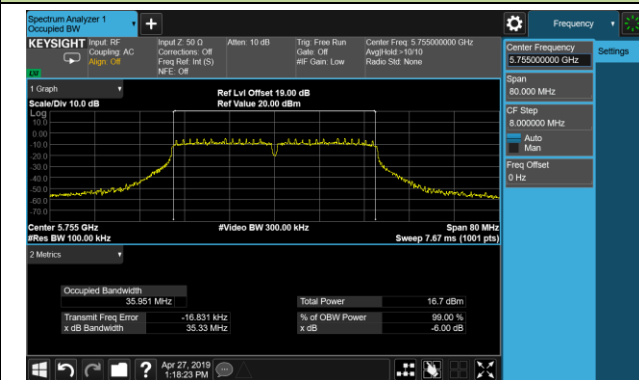 Spectrum Analyzer 1
Occupied BW
+
Frequency
KEYSIGHT
Input: RF
Coupling: AC
Align: Off
Input Z: 50 Ω
Corrections: Off
Freq Ref: Int (S)
NFE: Off
Atten: 10 dB
Trig: Free Run
Gate: Off
#IF Gain: Low
Center Freq: 5.755000000 GHz
Avg|Hold:>10/10
Radio Std: None
Center Frequency
5.755000000 GHz
Settings
Span
80.000 MHz
CF Step
8.000000 MHz
Auto
Man
Freq Offset
0 Hz
1 Graph
Scale/Div 10.0 dB
Ref Lvl Offset 19.00 dB
Ref Value 20.00 dBm
Log
10.0
0.00
-10.0
-20.0
-30.0
-40.0
-50.0
-60.0
-70.0
Center 5.755 GHz
#Video BW 300.00 kHz
Span 80 MHz
#Res BW 100.00 kHz
Sweep 7.67 ms (1001 pts)
2 Metrics
Occupied Bandwidth
35.951 MHz
Total Power 16.7 dBm
Transmit Freq Error -16.831 kHz
% of OBW Power 99.00 %
x dB Bandwidth 35.33 MHz
x dB -6.00 dB
?
Apr 27, 2019
1:18:23 PM